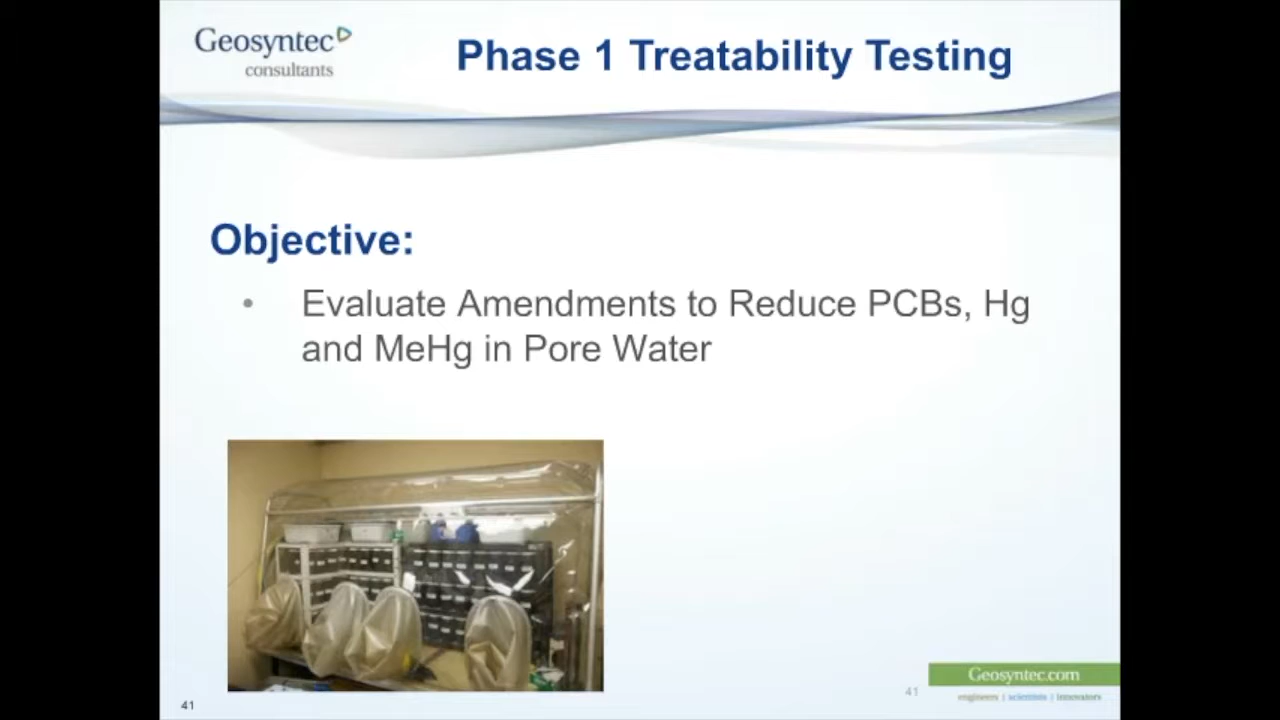 Geosyntec
consultants
Phase 1 Treatability Testing
Objective:
• Evaluate Amendments to Reduce PCBs, Hg
and MeHg in Pore Water
41
Geosyntec.com
engineers | scientists | innovators
41